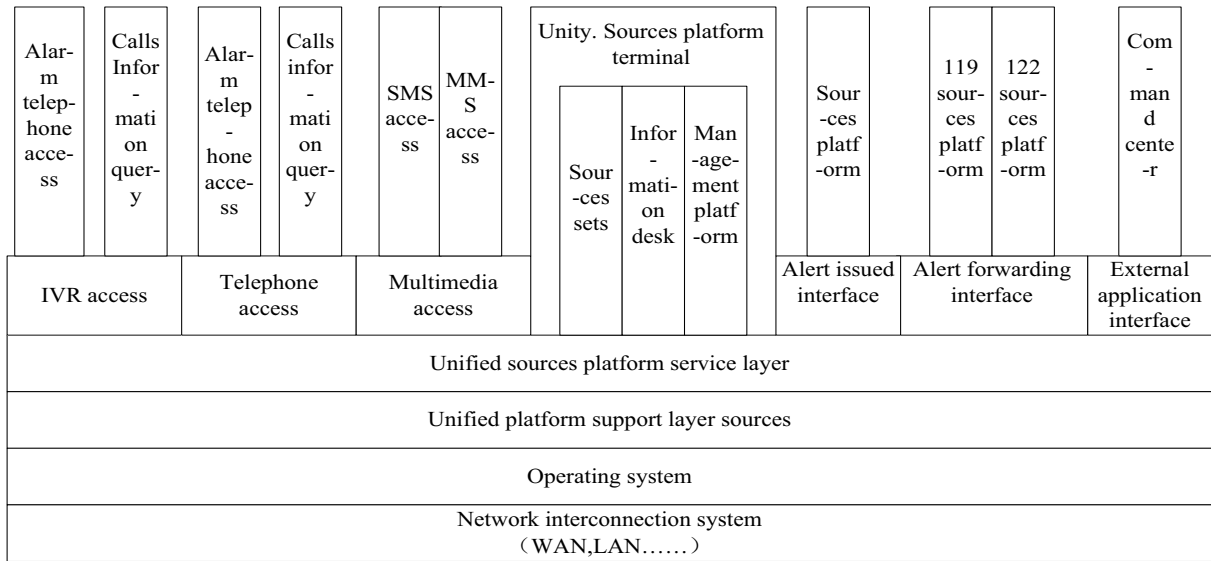 Alar-
m
telep-
hone
acce-
ss
Calls
Infor
-
mati
on
quer-
y
Alar-
m
telep
-
hone
acce-
ss
Calls
infor
-
mati
on
quer-
y
SMS
acce-
ss
MM-
S
acce-
ss
Unity. Sources platform
terminal
Sour
-ces
sets
Infor
-
mati-
on
desk
Man
-age-
ment
platf
-orm
Sour
-ces
platf
-orm
119
sour-
ces
platf
-orm
122
sour-
ces
platf
-orm
Com
-
man
d
cente
-r
IVR access
Telephone
access
Multimedia
access
Alert issued
interface
Alert forwarding
interface
External
application
interface
Unified sources platform service layer
Unified platform support layer sources
Operating system
Network interconnection system
（WAN,LAN……）